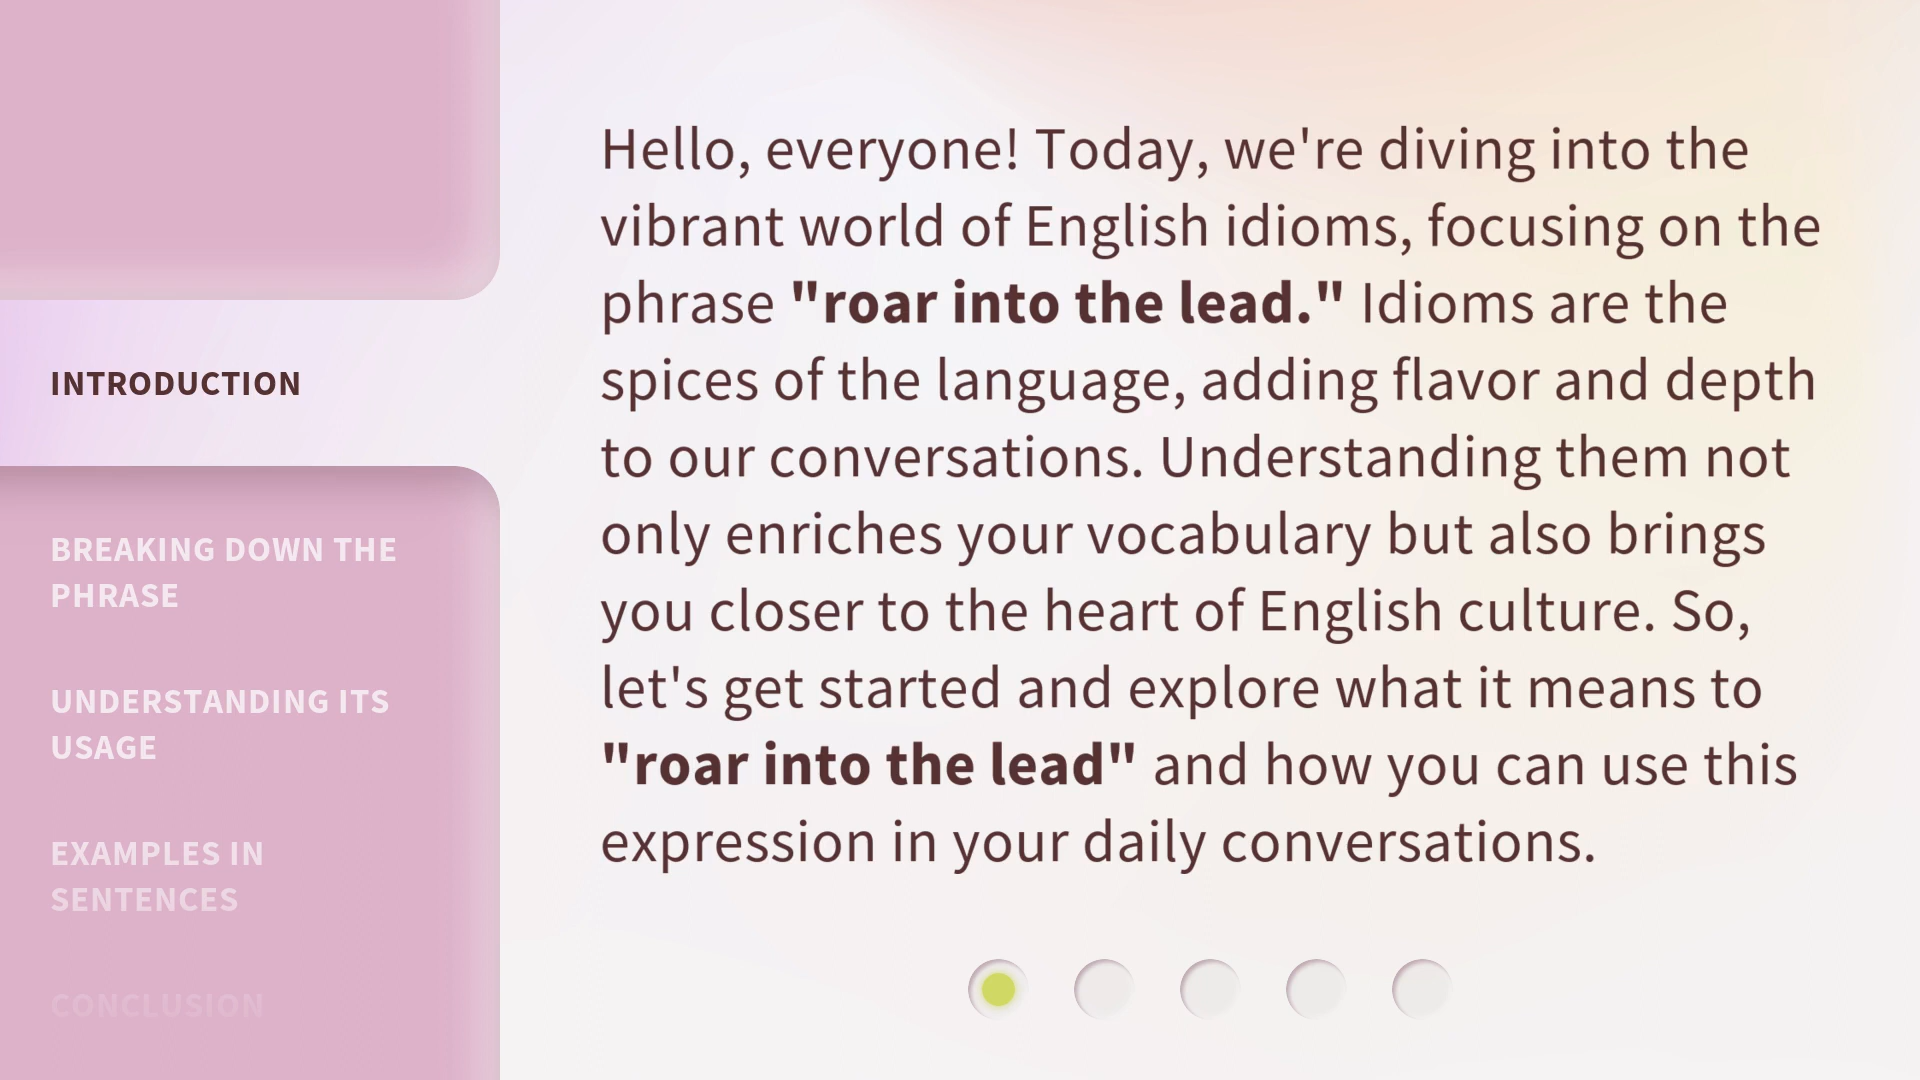 INTRODUCTION
BREAKING DOWN THE
PHRASE
UNDERSTANDING ITS
USAGE
EXAMPLES IN
SENTENCES
CONCLUSION
Hello, everyone! Today, we're diving into the
vibrant world of English idioms, focusing on the
phrase "roar into the lead." Idioms are the
spices of the language, adding flavor and depth
to our conversations. Understanding them not
only enriches your vocabulary but also brings
you closer to the heart of English culture. So,
let's get started and explore what it means to
"roar into the lead" and how you can use this
expression in your daily conversations.